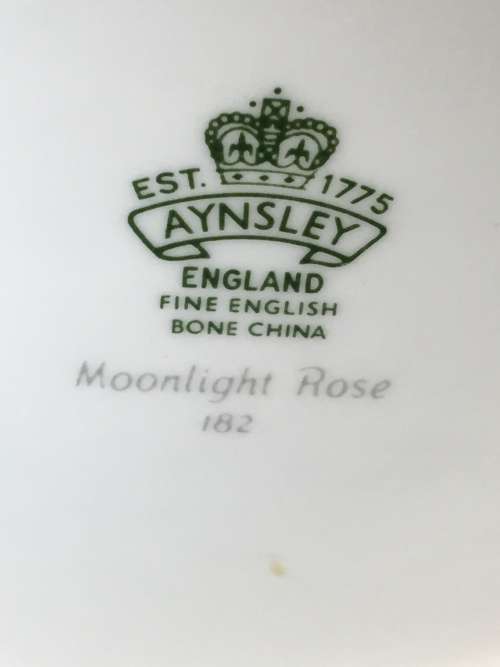 EST. 1775
AYNSLEY
ENGLAND
FINE ENGLISH
BONE CHINA
Moonlight Rose
182